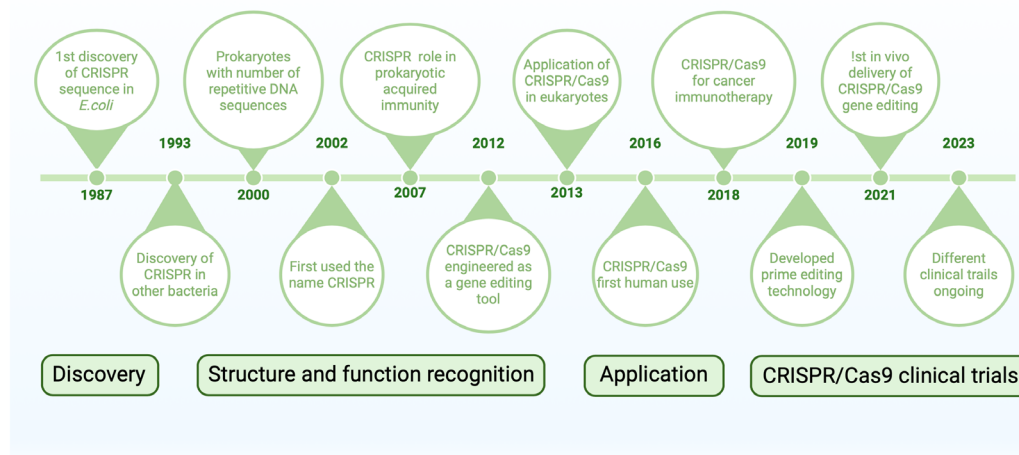 1st discovery
of CRISPR
sequence in
E.coli
Prokaryotes
with number of
repetitive DNA
sequences
CRISPR role in
prokaryotic
acquired
immunity
Application of
CRISPR/Cas9
in eukaryotes
CRISPR/Cas9
for cancer
immunotherapy
!st in vivo
delivery of
CRISPR/Cas9
gene editing
1993
2002
2012
2016
2019
2023
1987
2000
2007
2013
2018
2021
Discovery of
CRISPR in
other bacteria
First used the
name CRISPR
CRISPR/Cas9
engineered as
a gene editing
tool
CRISPR/Cas9
first human use
Developed
prime editing
technology
Different
clinical trails
ongoing
Discovery
Structure and function recognition
Application
CRISPR/Cas9 clinical trials